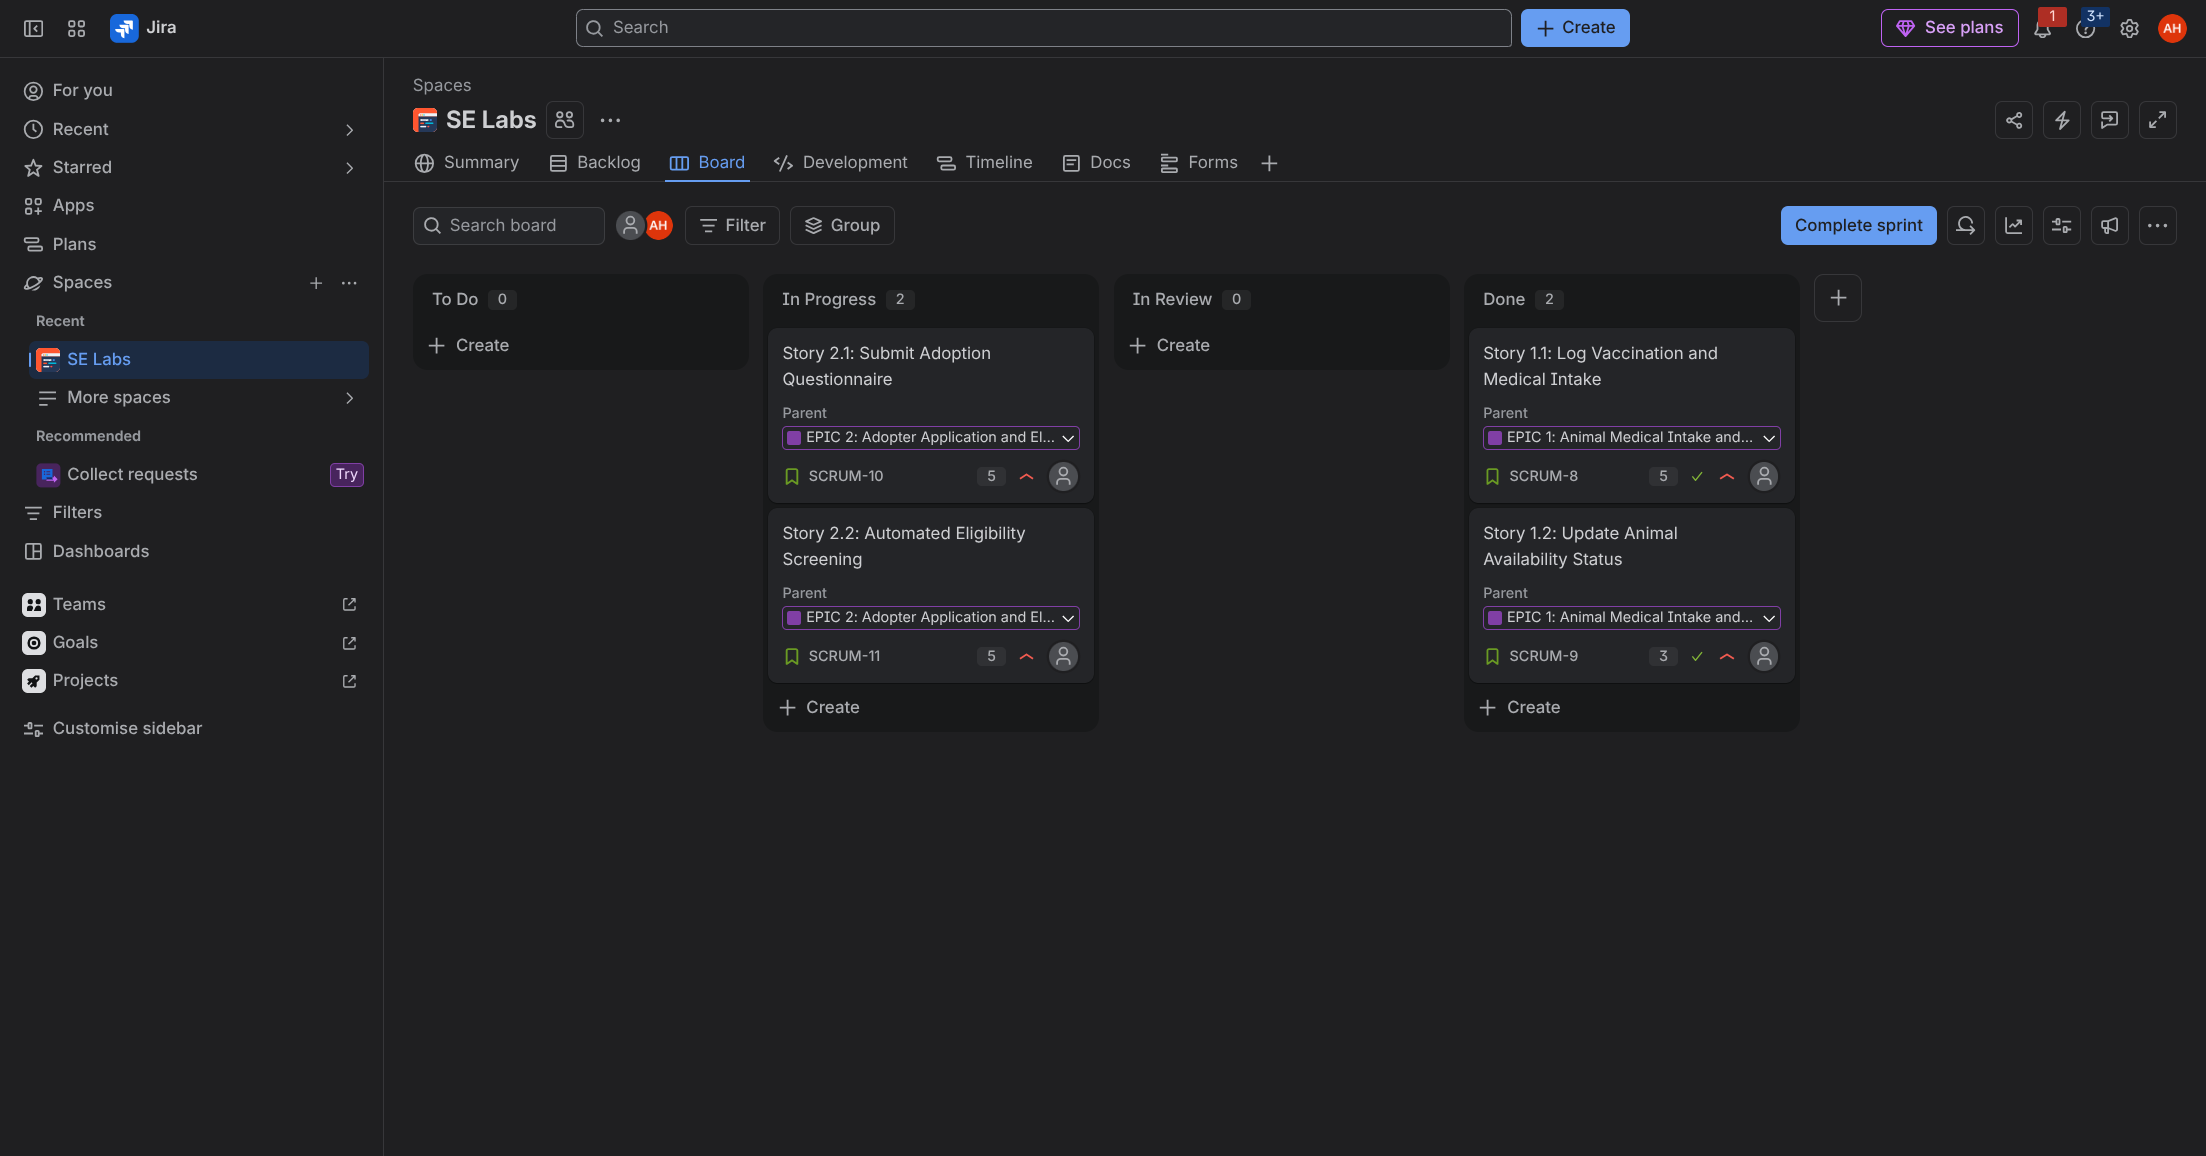 Jira
Search
Create
See plans
1
3+
AH
For you
Recent
Starred
Apps
Plans
Spaces
Recent
SE Labs
More spaces
Recommended
Collect requests
Try
Filters
Dashboards
Teams
Goals
Projects
Customise sidebar
Spaces
SE Labs
Summary
Backlog
Board
Development
Timeline
Docs
Forms
Search board
AH
Filter
Group
Complete sprint
To Do 0
Create
In Progress 2
Story 2.1: Submit Adoption
Questionnaire
Parent
EPIC 2: Adopter Application and El...
SCRUM-10
5
Story 2.2: Automated Eligibility
Screening
Parent
EPIC 2: Adopter Application and El...
SCRUM-11
5
Create
In Review 0
Create
Done 2
Story 1.1: Log Vaccination and
Medical Intake
Parent
EPIC 1: Animal Medical Intake and...
SCRUM-8
5
Story 1.2: Update Animal
Availability Status
Parent
EPIC 1: Animal Medical Intake and...
SCRUM-9
3
Create